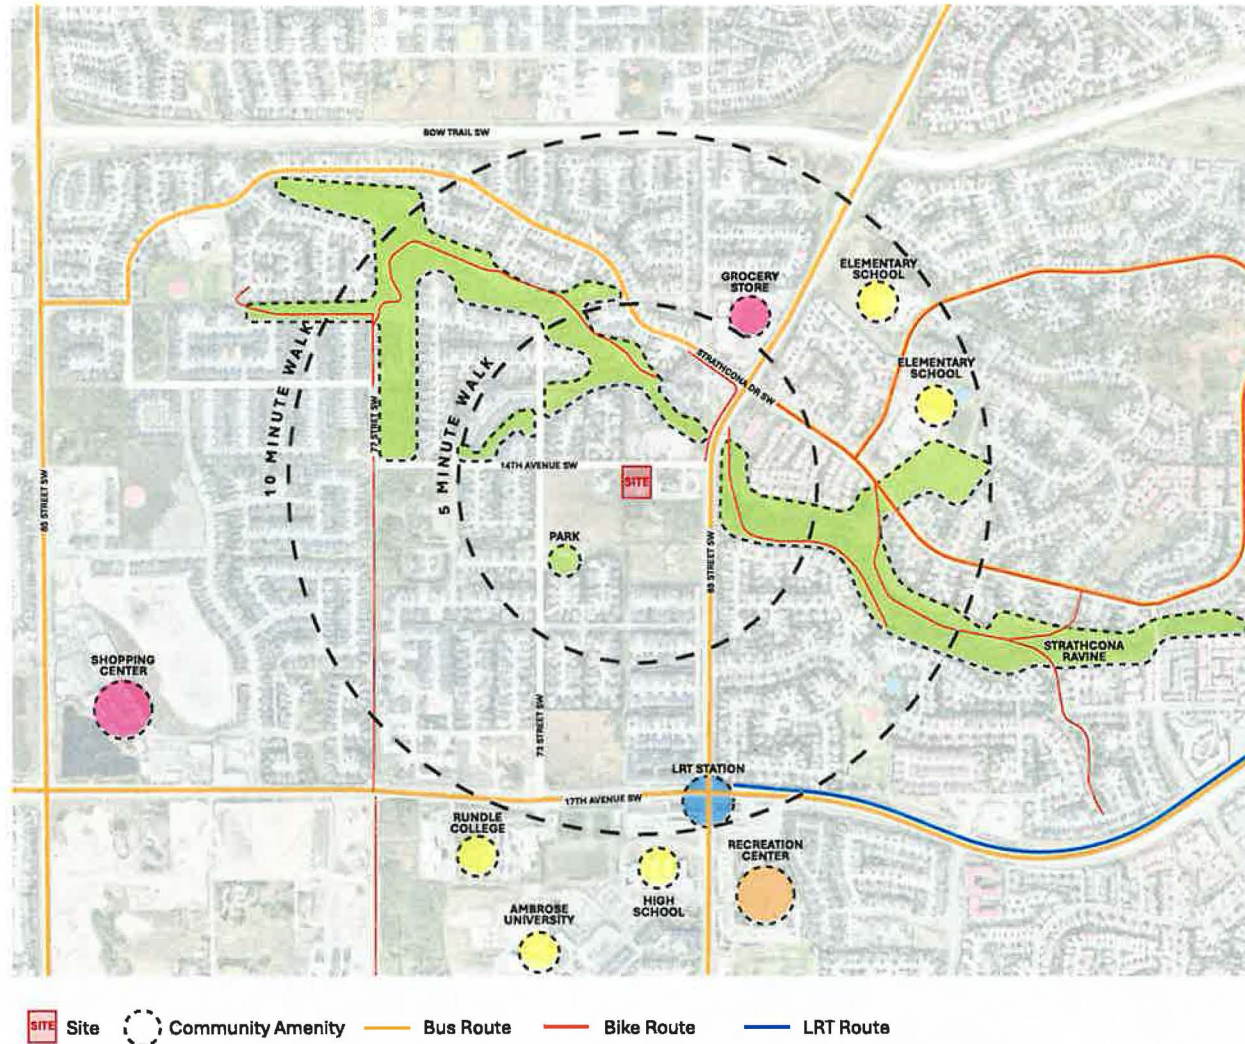 BOW TRAIL SW
ELEMENTARY
SCHOOL
GROCERY
STORE
10 MINUTE WALK
5 MINUTE WALK
STRATHCONA DR SW
ELEMENTARY
SCHOOL
77 STRET SW
14TH AVENUE SW
SITE
85 STREET SW
PARK
69 STREET SW
STRATHCONA
RAVINE
SHOPPING
CENTER
73 STREET SW
LRT STATION
17TH AVENUE SW
RUNDLE
COLLEGE
RECREATION
CENTER
HIGH
SCHOOL
AMBROSE
UNIVERSITY
SITE Site Community Amenity Bus Route Bike Route LRT Route